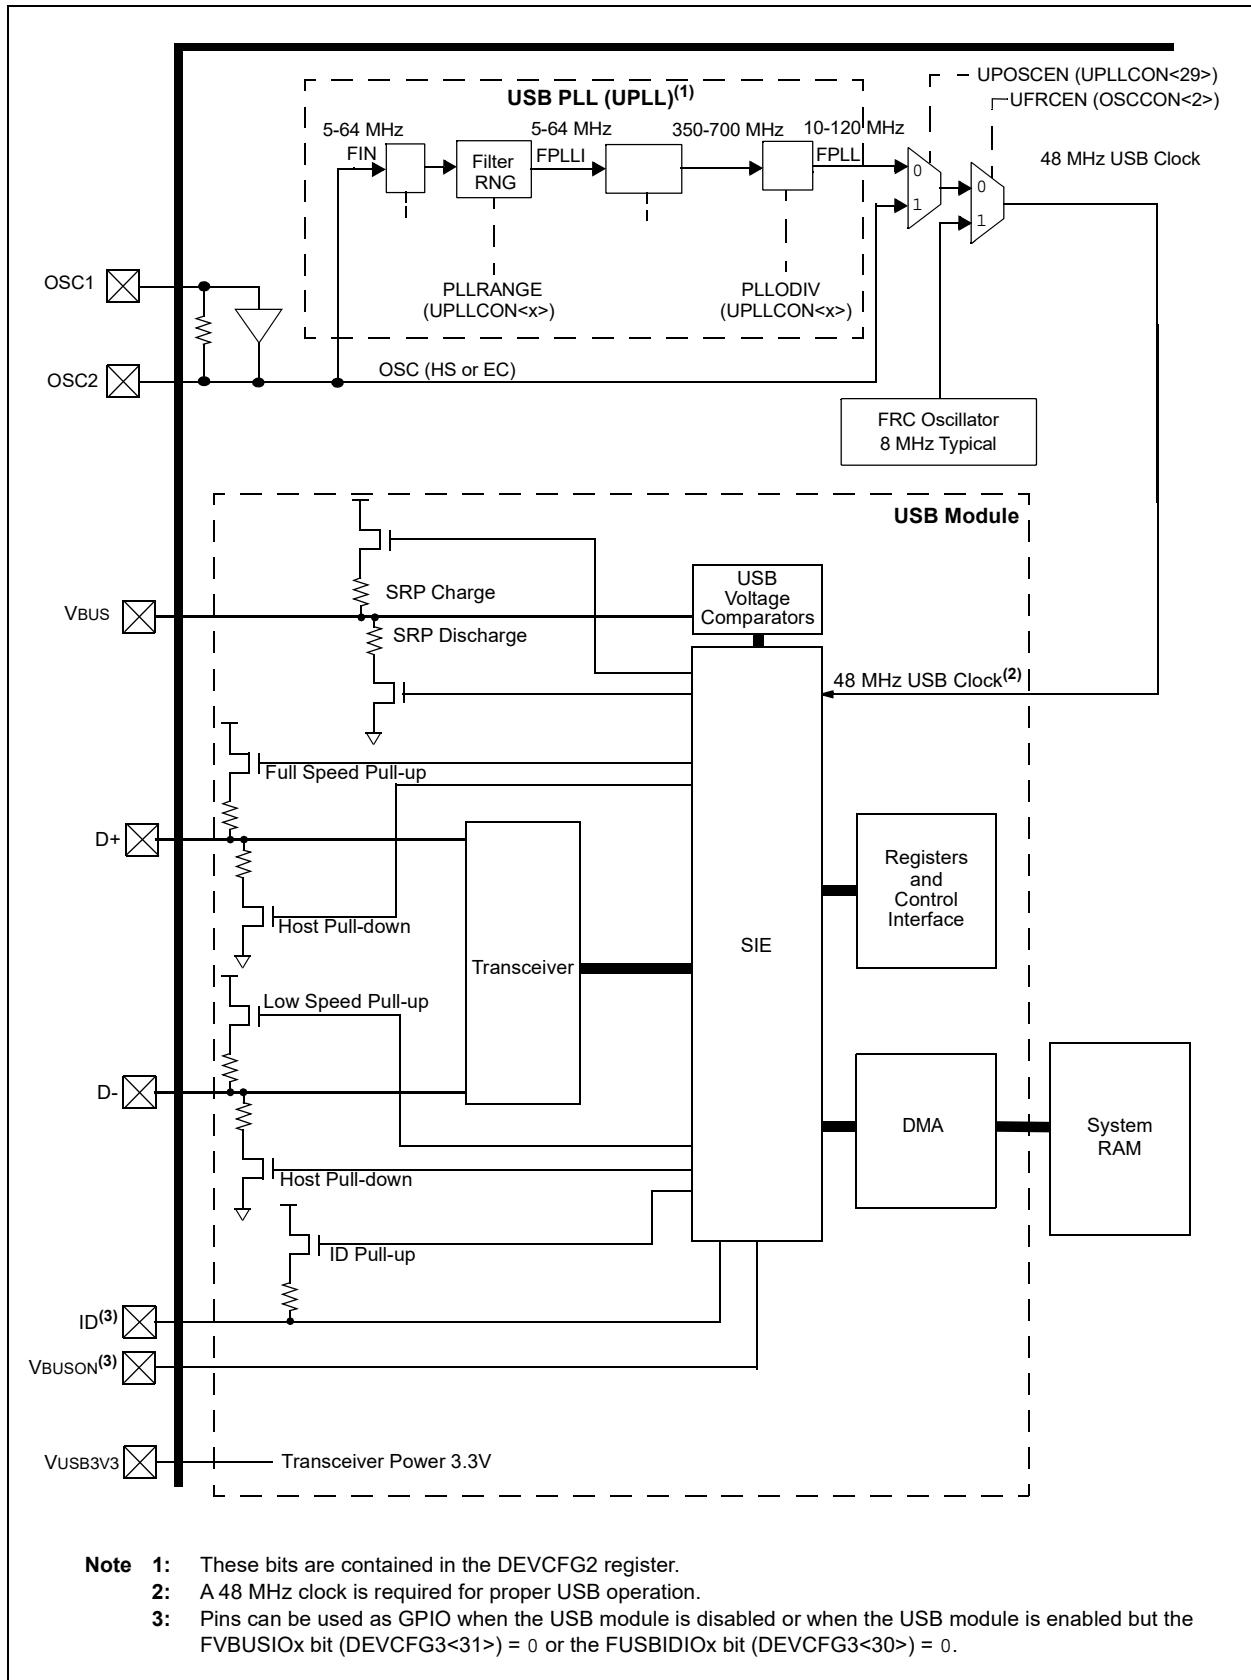 UPOSCEN (UPLLCON<29>)
USB PLL (UPLL)(1)
UFRCEN (OSCCON<2>)
5-64 MHz
5-64 MHz
350-700 MHz
10-120 MHz
FIN
Filter
RNG
FPLLI
FPLL
48 MHz USB Clock
0
1
0
1
PLLRANGE
(UPLLCON<x>)
PLLODIV
(UPLLCON<x>)
OSC1
OSC2
OSC (HS or EC)
FRC Oscillator
8 MHz Typical
USB Module
USB
Voltage
Comparators
SRP Charge
VBUS
SRP Discharge
48 MHz USB Clock(2)
Full Speed Pull-up
D+
Registers
and
Control
Interface
Host Pull-down
SIE
Transceiver
Low Speed Pull-up
D-
DMA
System
RAM
Host Pull-down
ID Pull-up
ID(3)
VBUSON(3)
VUSB3V3
Transceiver Power 3.3V
Note 1: These bits are contained in the DEVCFG2 register.
2: A 48 MHz clock is required for proper USB operation.
3: Pins can be used as GPIO when the USB module is disabled or when the USB module is enabled but the
FVBUSIOx bit (DEVCFG3<31>) = 0 or the FUSBIDIOx bit (DEVCFG3<30>) = 0.